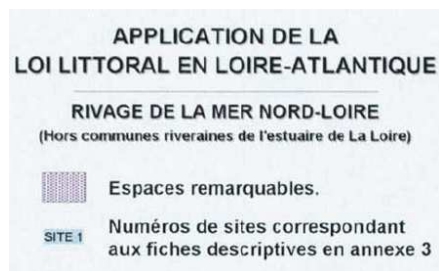 APPLICATION DE LA
LOI LITTORAL EN LOIRE-ATLANTIQUE
RIVAGE DE LA MER NORD-LOIRE
(Hors communes riveraines de l'estuaire de La Loire)
Espaces remarquables.
SITE 1
Numéros de sites correspondant
aux fiches descriptives en annexe 3